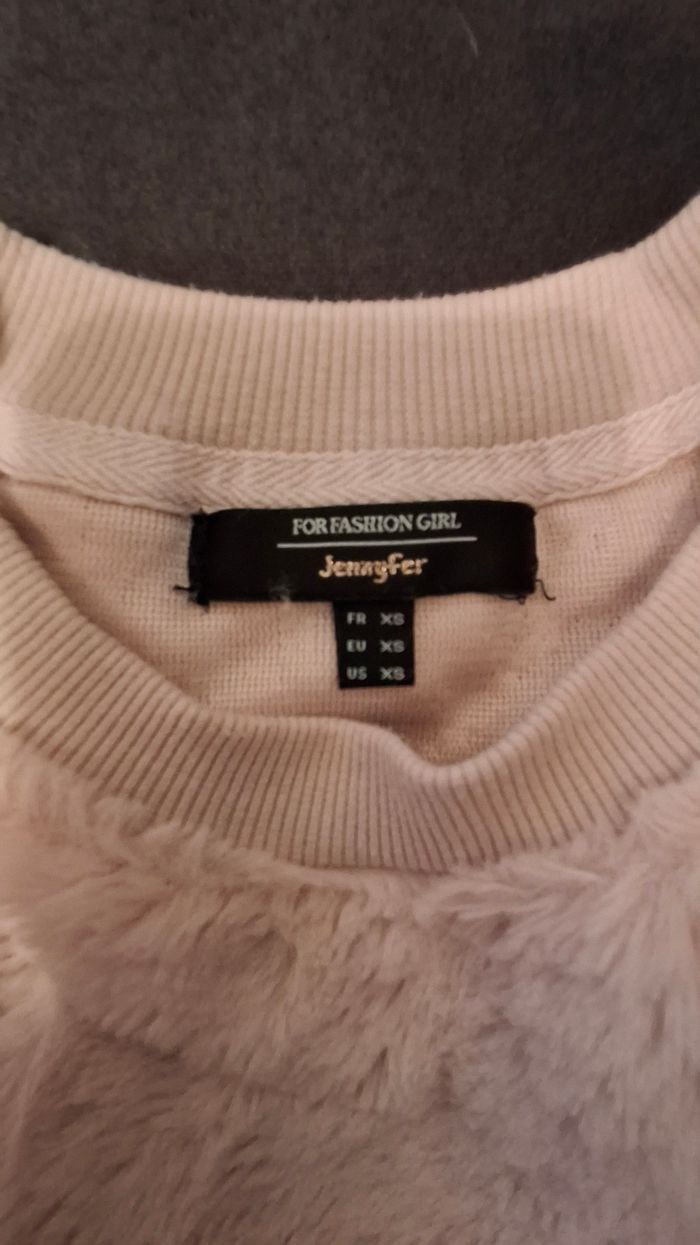 FOR FASHION GIRL
Jennyfer
FR XS
EU XS
US XS